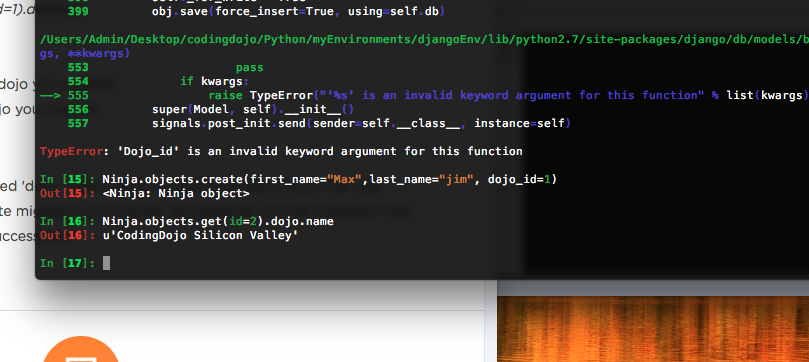 d=1).d
399             obj.save(force_insert=True, using=self.db)
/Users/Admin/Desktop/codingdojo/Python/myEnvironments/djangoEnv/lib/python2.7/site-packages/django/db/models/b
gs, **kwargs)
553                     pass
dojo yo
554             if kwargs:
--> 555                 raise TypeError("'%s' is an invalid keyword argument for this function" % list(kwargs)
jo you
556         super(Model, self).__init__()
557         signals.post_init.send(sender=self.__class__, instance=self)
TypeError: 'Dojo_id' is an invalid keyword argument for this function
In [15]: Ninja.objects.create(first_name="Max",last_name="jim", dojo_id=1)
ed 'd
Out[15]: <Ninja: Ninja object>
te mi
In [16]: Ninja.objects.get(id=2).dojo.name
uccess
Out[16]: u'CodingDojo Silicon Valley'
In [17]: